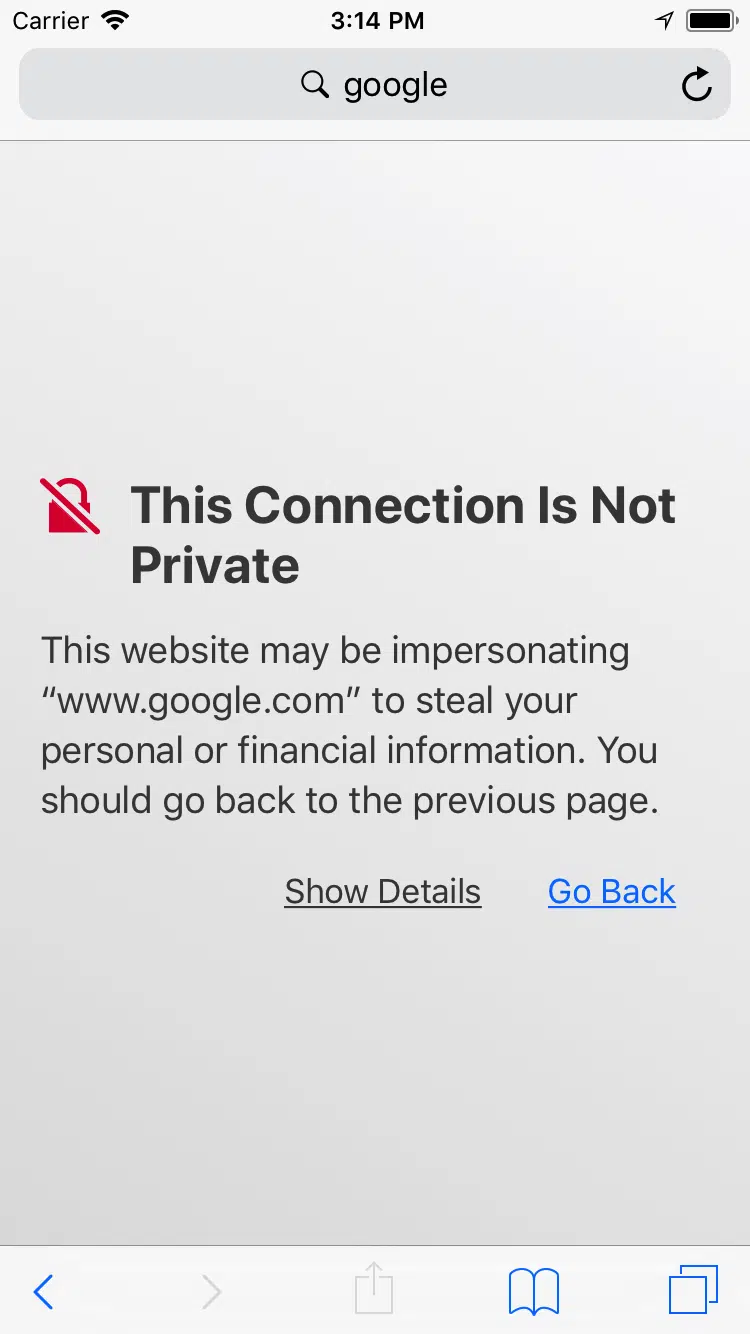 Carrier 3:14 PM
google
This Connection Is Not
Private
This website may be impersonating
“www.google.com” to steal your
personal or financial information. You
should go back to the previous page.
Show Details Go Back